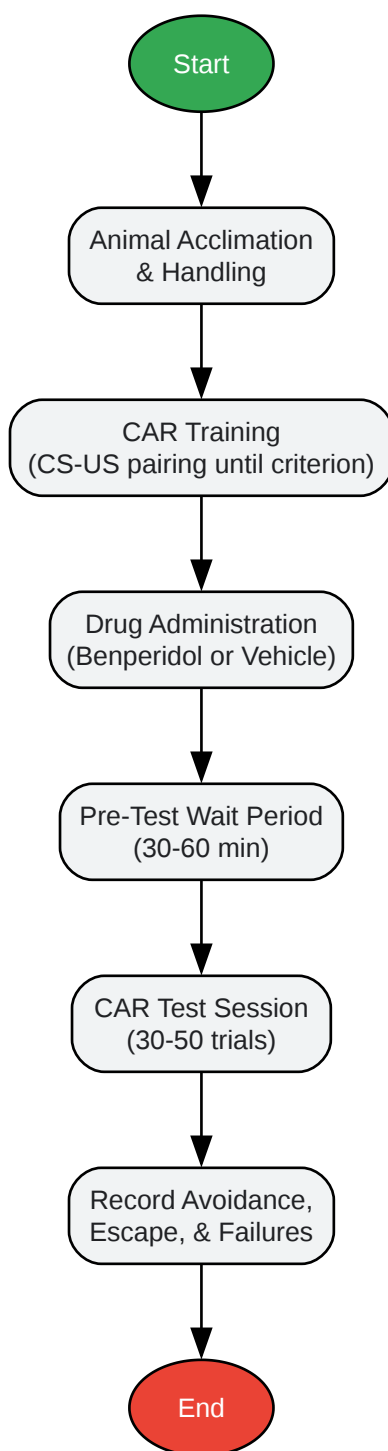 Start
Animal Acclimation
& Handling
CAR Training
(CS-US pairing until criterion)
Drug Administration
(Benperidol or Vehicle)
Pre-Test Wait Period
(30-60 min)
CAR Test Session
(30-50 trials)
Record Avoidance,
Escape, & Failures
End